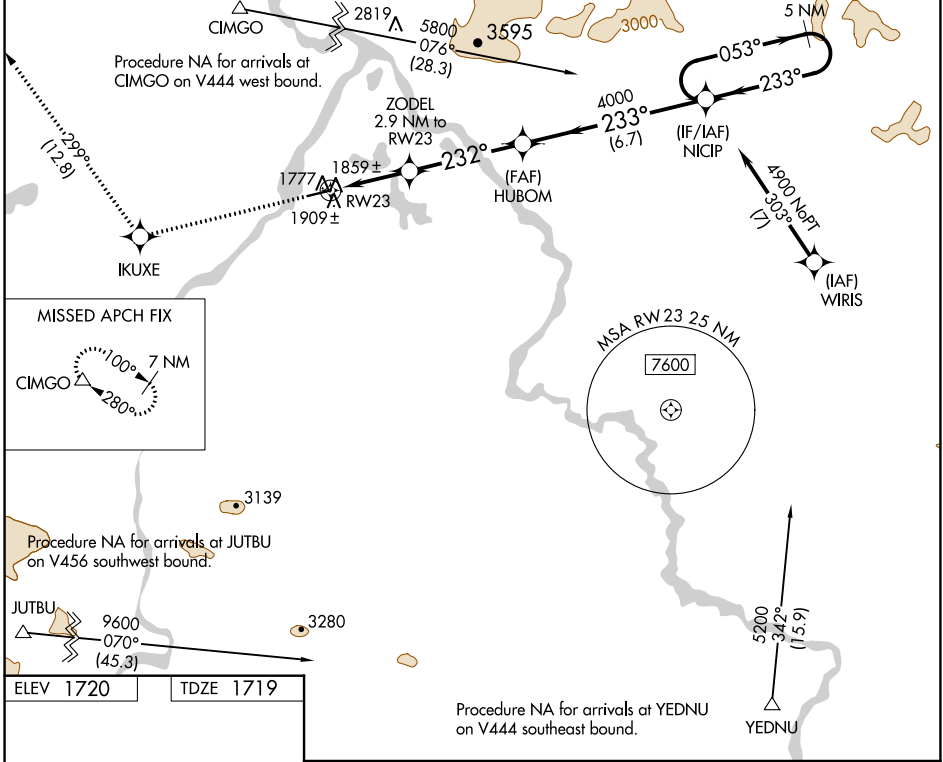 CIMGO
2819
5800
076°
(28.3)
3595
3000
5 NM
Procedure NA for arrivals at
CIMGO on V444 west bound.
053°
233°
4000
233°
(6.7)
(IF/IAF)
NICIP
ZODEL
2.9 NM to
RW23
232°
(FAF)
HUBOM
299°
(12.8)
1777
1859±
RW23
1909±
4900 NoPT
303°
(7)
(IAF)
WIRIS
IKUXE
MISSED APCH FIX
CIMGO
100°
7 NM
280°
MSA RW23 25 NM
7600
3139
Procedure NA for arrivals at JUTBU
on V456 southwest bound.
JUTBU
9600
070°
(45.3)
3280
5200
342°
(15.9)
ELEV 1720
TDZE 1719
Procedure NA for arrivals at YEDNU
on V444 southeast bound.
YEDNU